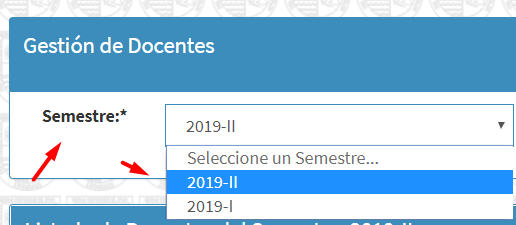 Gestión de Docentes
Semestre:*
2019-II
Seleccione un Semestre...
2019-II
2019-I